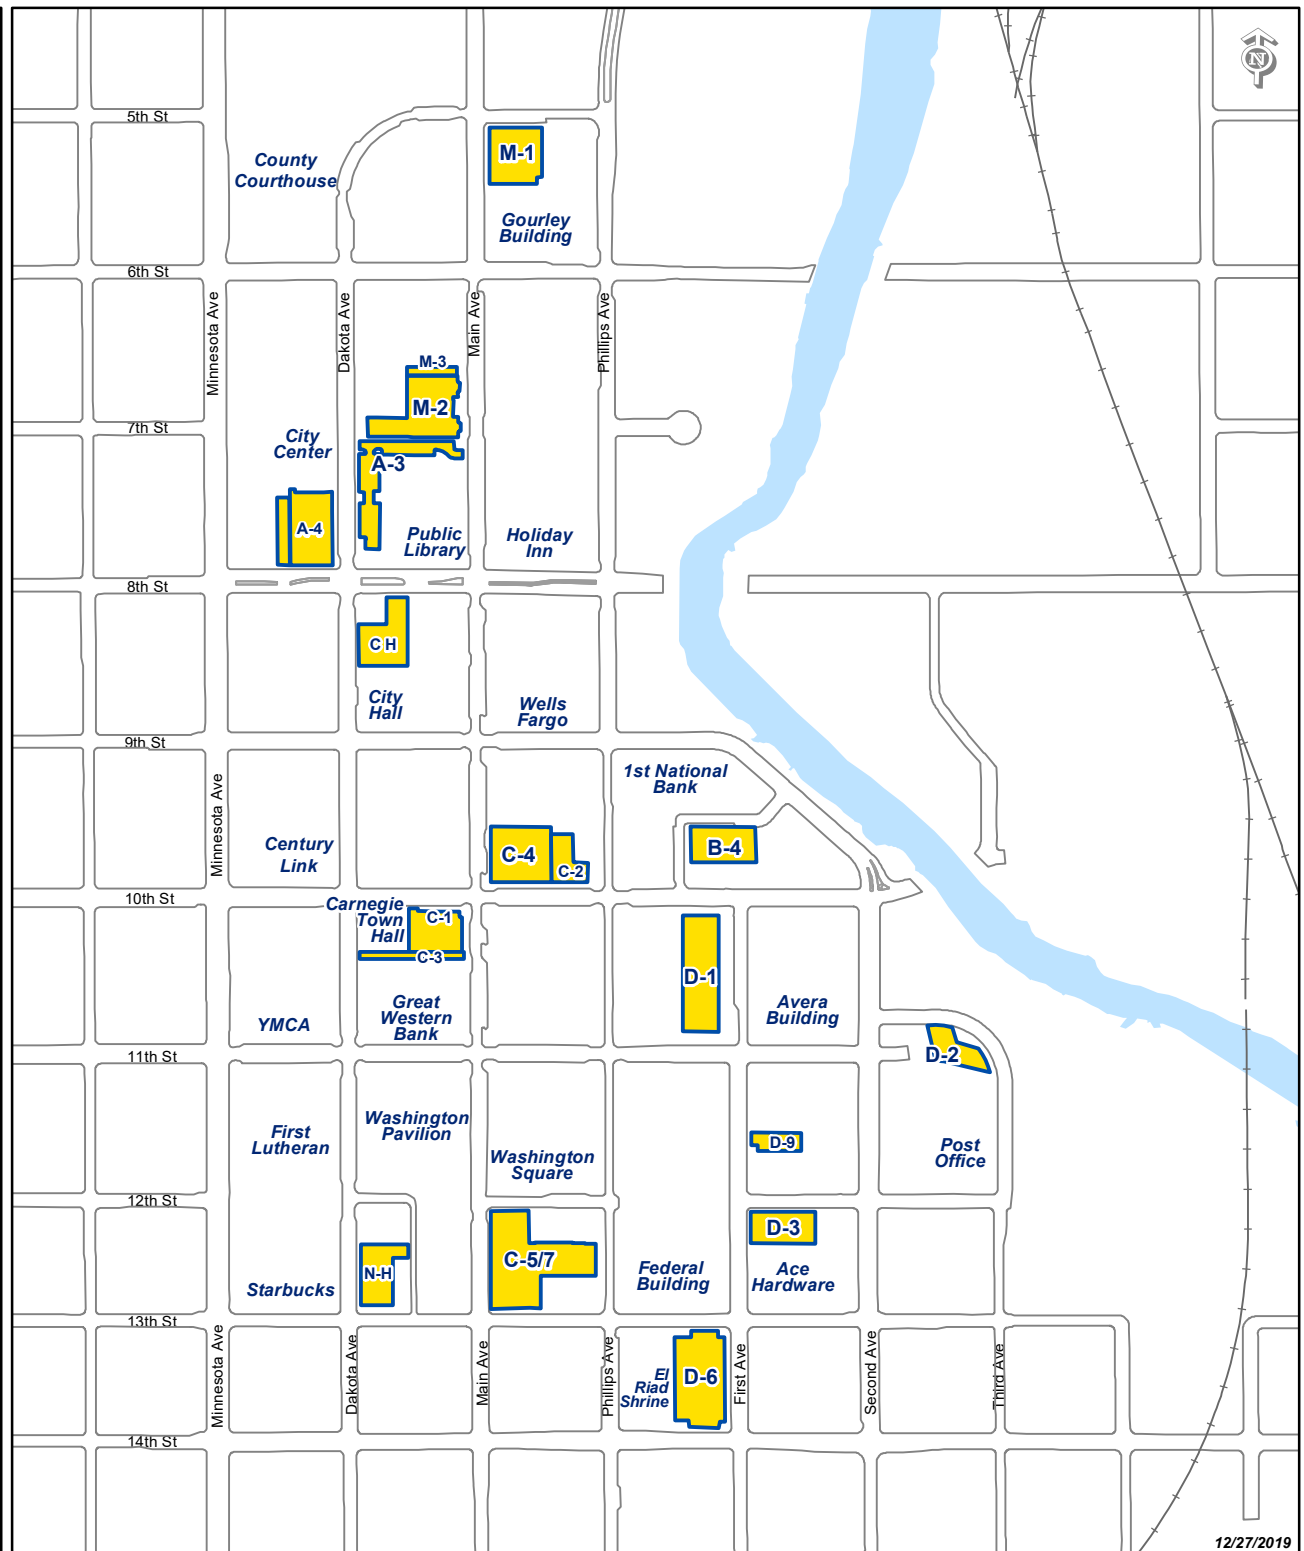 N
5th St
M-1
County
Courthouse
Gourley
Building
6th St
Minnesota Ave
Dakota Ave
Main Ave
Phillips Ave
M-3
M-2
7th St
City
Center
A-3
A-4
Public
Library
Holiday
Inn
8th St
C H
City
Hall
Wells
Fargo
9th St
1st National
Bank
Minnesota Ave
Century
Link
C-4
C-2
B-4
10th St
Carnegie
Town
Hall
C-1
C-3
D-1
Great
Western
Bank
YMCA
Avera
Building
11th St
D-2
First
Lutheran
Washington
Pavilion
Washington
Square
D-9
Post
Office
12th St
D-3
C-5/7
N-H
Starbucks
Federal
Building
Ace
Hardware
13th St
Minnesota Ave
Dakota Ave
Main Ave
Phillips Ave
El
Riad
Shrine
D-6
First Ave
Second Ave
Third Ave
14th St
12/27/2019